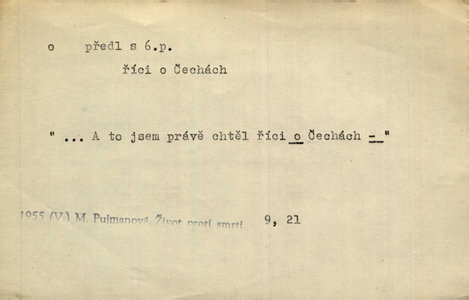 o předl s 6.p.
říci o Čechách
" ... A to jsem právě chtěl říci o Čechách – "
1955 (V.) M. Pujmanová, Život proti smrti 9, 21